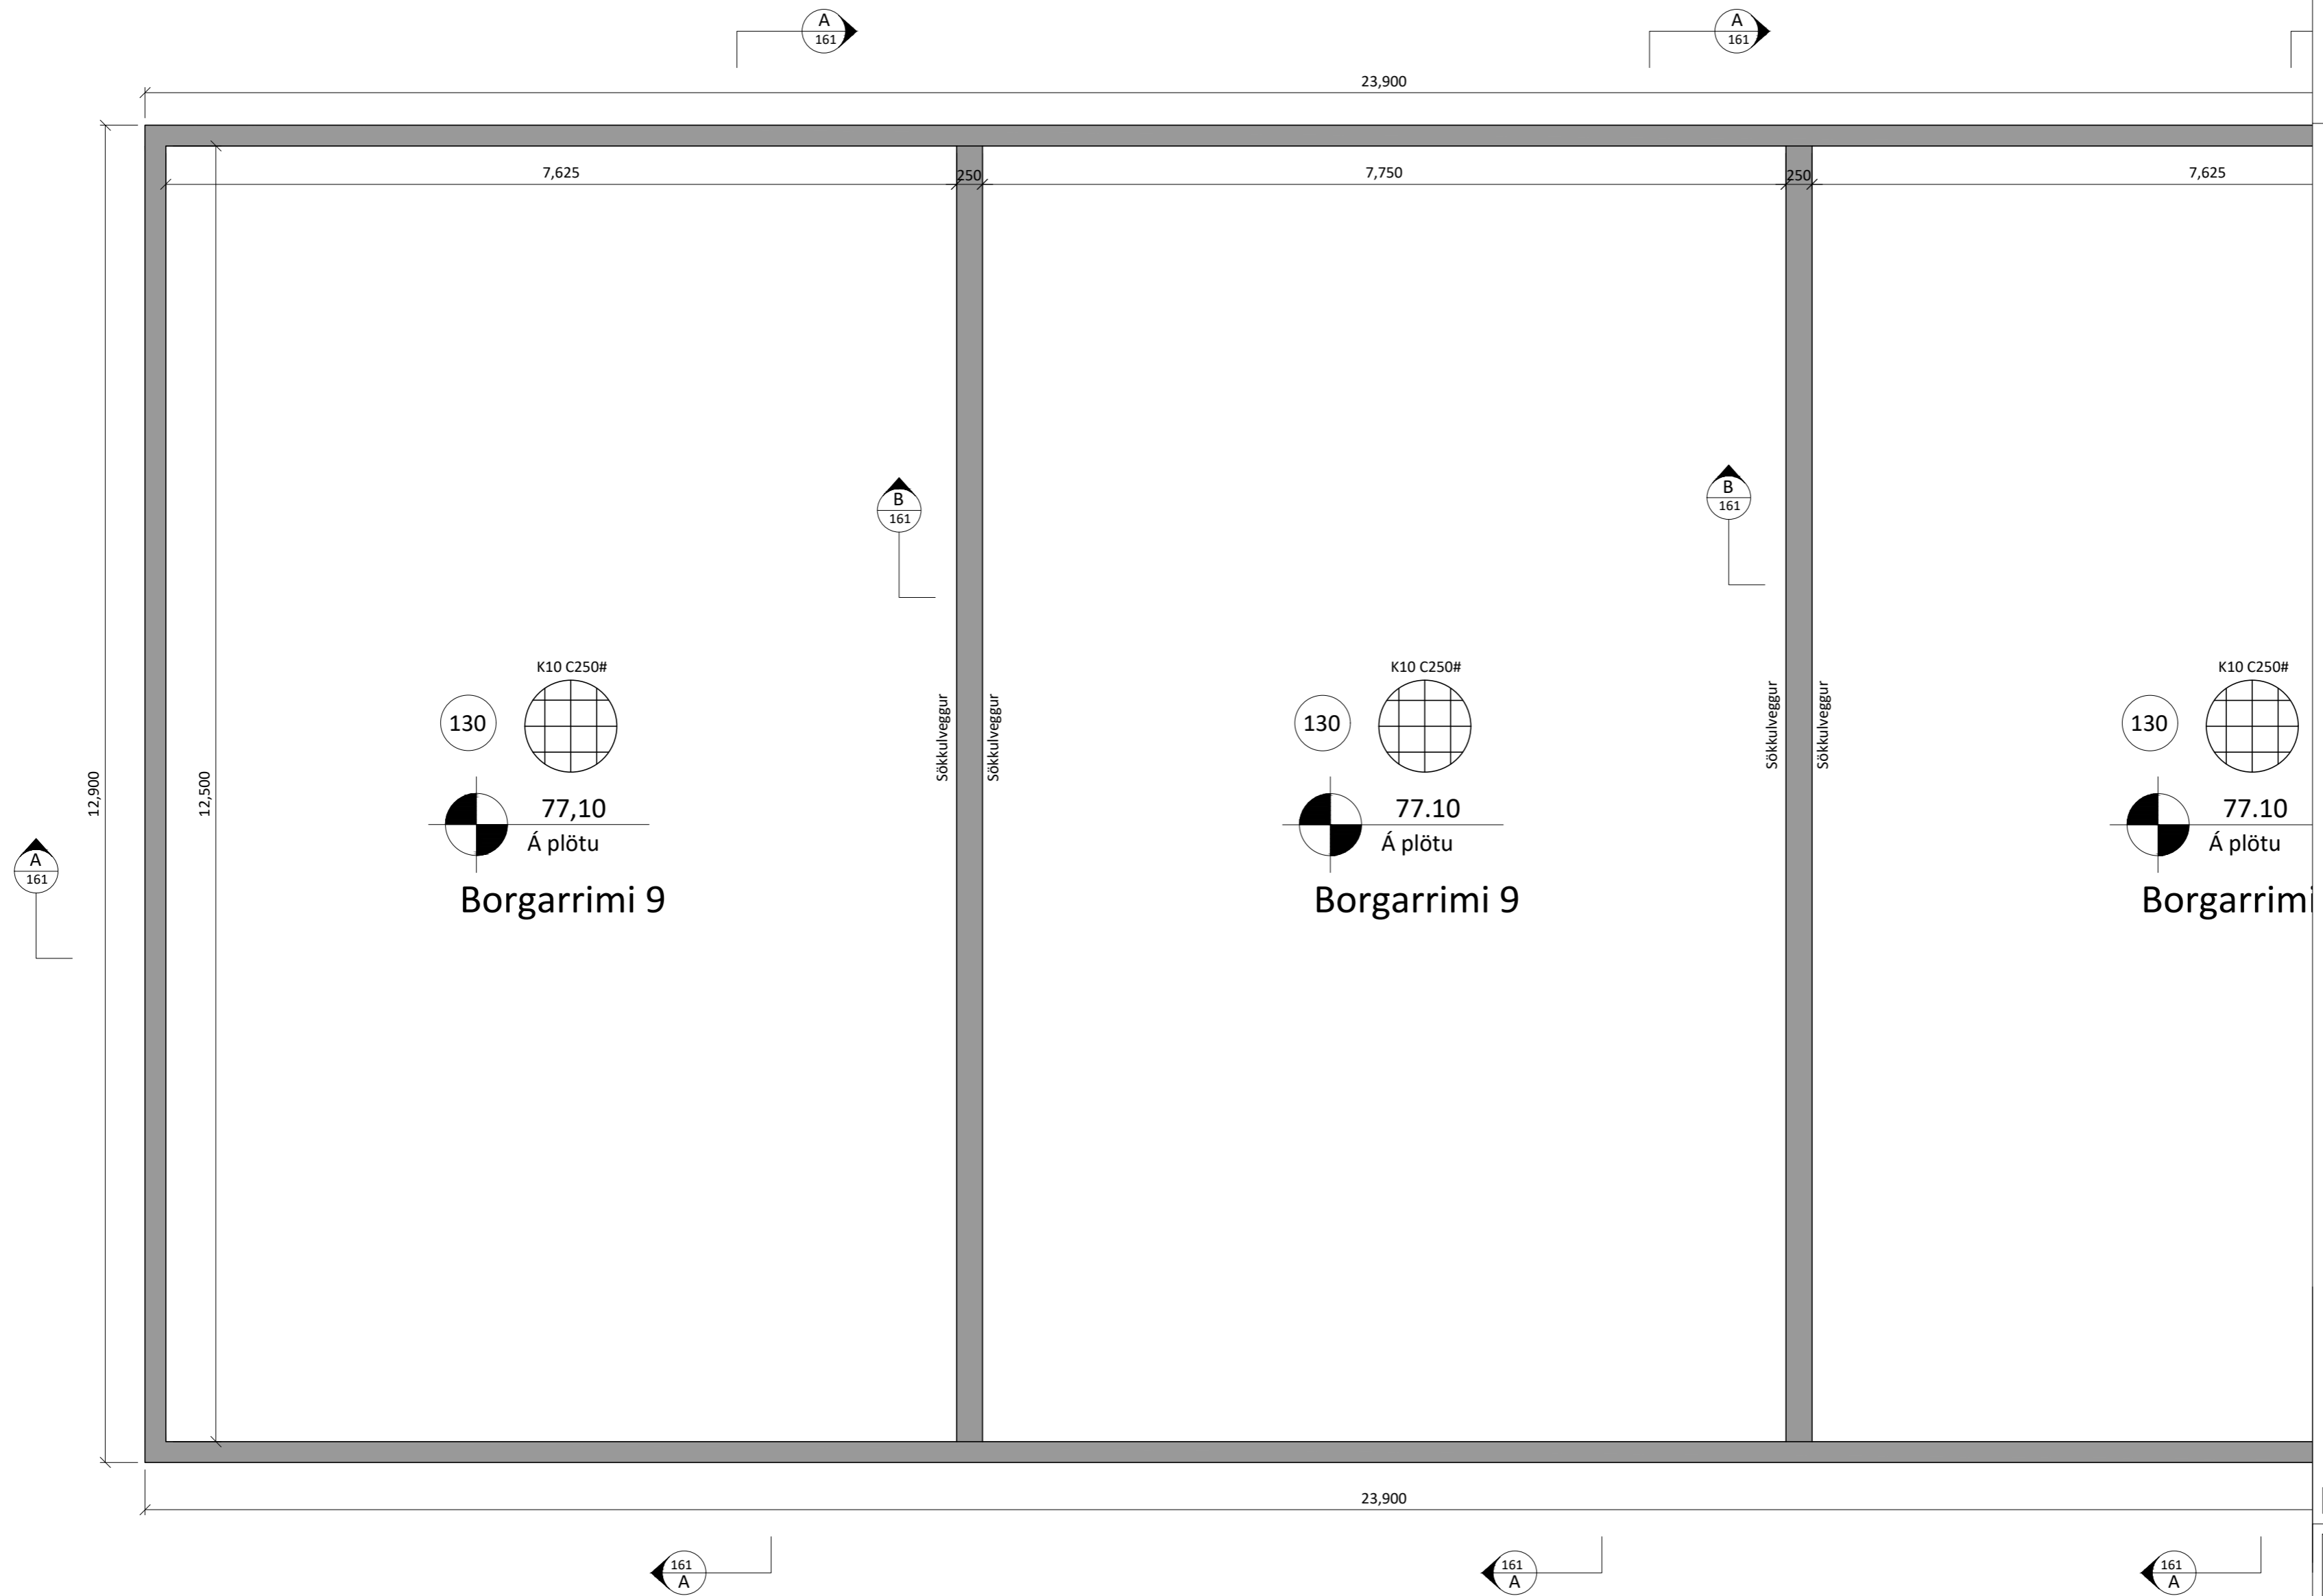 A
161
A
161
23,900
7,625
250
7,750
250
7,625
B
161
B
161
K10 C250#
K10 C250#
K10 C250#
130
130
130
Sökkulveggur
Sökkulveggur
Sökkulveggur
Sökkulveggur
12,900
12,500
77,10
Á plötu
77.10
Á plötu
77.10
Á plötu
A
161
Borgarrimi 9
Borgarrimi 9
Borgarrimi
23,900
161
A
161
A
161
A